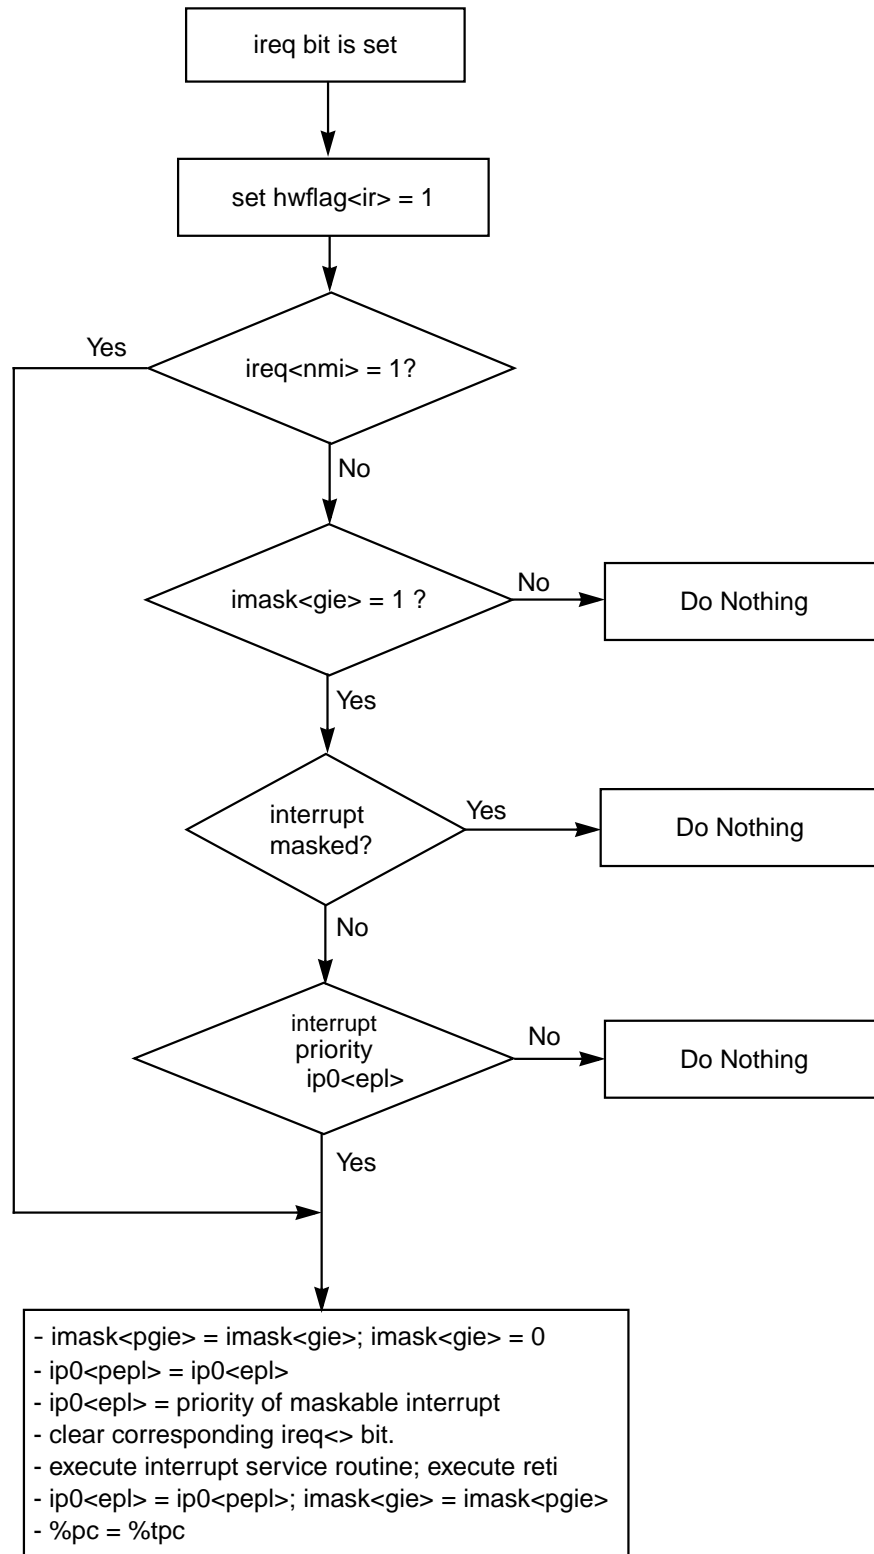 ireq bit is set
set hwflag<ir> = 1
Yes
ireq<nmi> = 1?
No
imask<gie> = 1 ?
No
Do Nothing
Yes
interrupt
masked?
Yes
Do Nothing
No
interrupt
priority
ip0<epl>
No
Do Nothing
Yes
- imask<pgie> = imask<gie>; imask<gie> = 0
- ip0<pepl> = ip0<epl>
- ip0<epl> = priority of maskable interrupt
- clear corresponding ireq<> bit.
- execute interrupt service routine; execute reti
- ip0<epl> = ip0<pepl>; imask<gie> = imask<pgie>
- %pc = %tpc